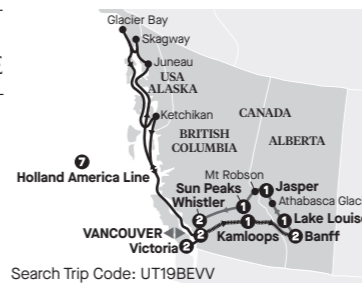 Glacier Bay
Skagway
Juneau
USA
ALASKA
Ketchikan
CANADA
BRITISH
COLUMBIA
ALBERTA
7
Holland America Line
Mt Robson
1 Jasper
Sun Peaks
1
Athabasca Glac
Whistler
2
1
1 Lake Louise
VANCOUVER
2
Kamloops
2 Banff
Victoria 2
Search Trip Code: UT19BEVV